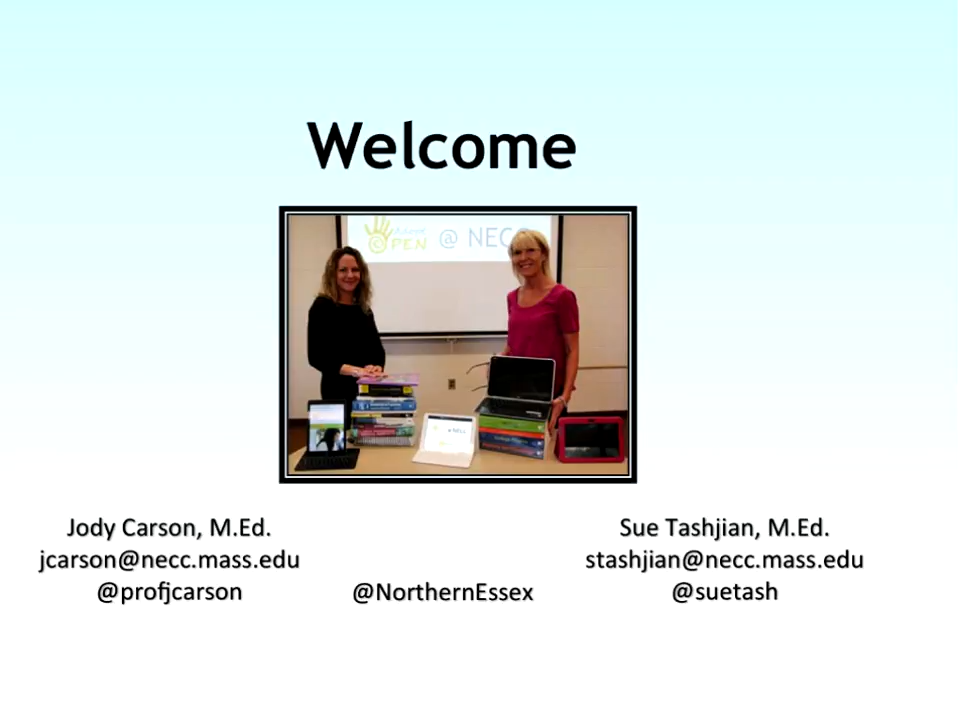 Welcome
OPEN @ NECC
Jody Carson, M.Ed.
jcarson@necc.mass.edu
@profjcarson
@NorthernEssex
Sue Tashjian, M.Ed.
stashjian@necc.mass.edu
@suetash